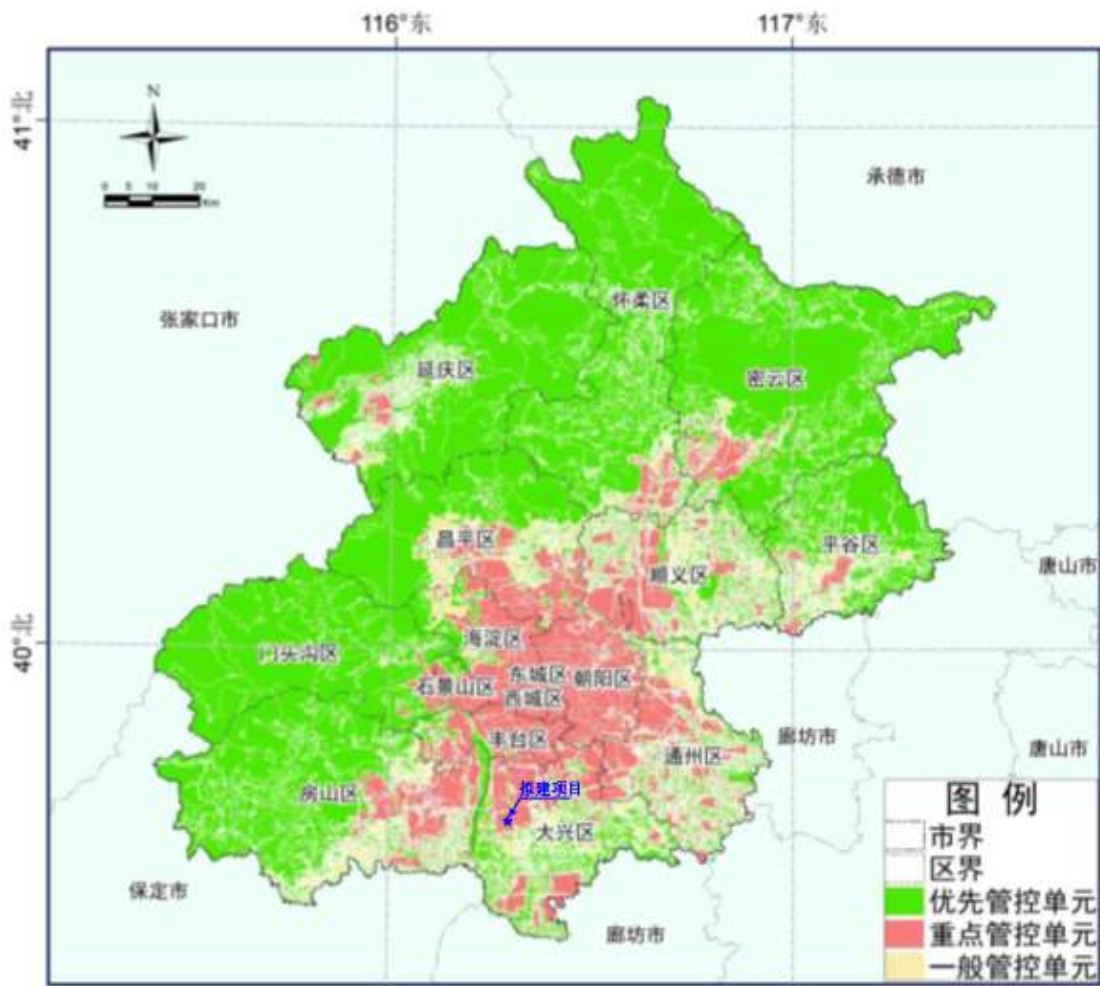 116°东
117°东
41°北
N
0 5 10 20
Km
承德市
怀柔区
张家口市
延庆区
密云区
昌平区
平谷区
顺义区
唐山市
40°北
海淀区
门头沟区
东城区
朝阳区
石景山区
西城区
丰台区
通州区
廊坊市
唐山市
拟建项目
房山区
大兴区
保定市
廊坊市
图 例
市界
区界
优先管控单元
重点管控单元
一般管控单元